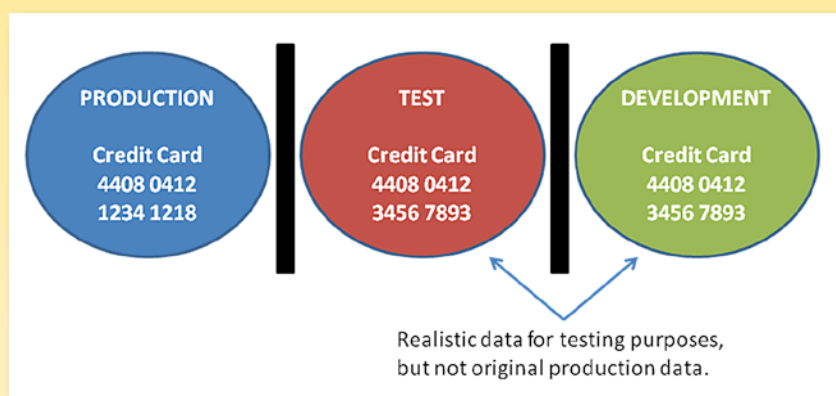 PRODUCTION
Credit Card
4408 0412
1234 1218
TEST
Credit Card
4408 0412
3456 7893
DEVELOPMENT
Credit Card
4408 0412
3456 7893
Realistic data for testing purposes,
but not original production data.